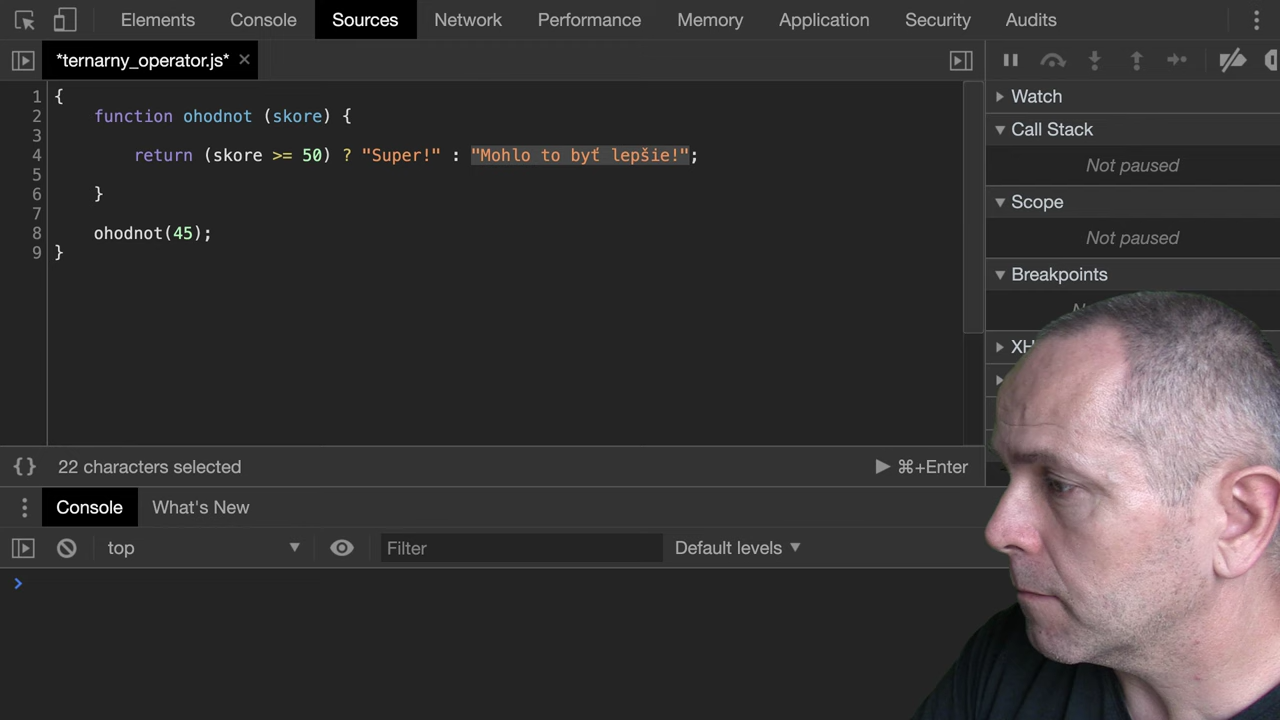 Elements Console Sources Network Performance Memory Application Security Audits
*ternarny_operator.js* ×
1 {
2 function ohodnot (skore) {
3
4 return (skore >= 50) ? "Super!" : "Mohlo to byť lepšie!";
5
6 }
7
8 ohodnot(45);
9 }
{} 22 characters selected ⌘+Enter
Watch
Call Stack
Not paused
Scope
Not paused
Breakpoints
XH
Console What's New
top Filter Default levels
>